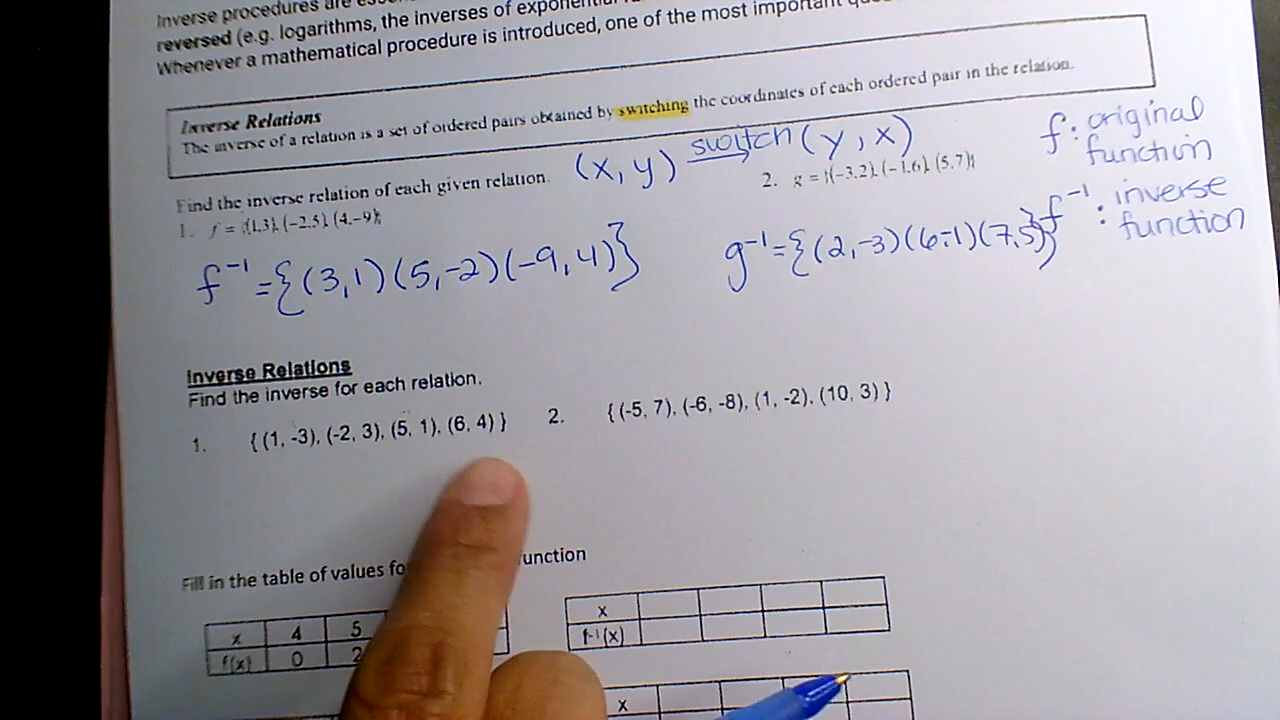 Inverse procedures are
reversed (e.g. logarithms, the inverses of
Whenever a mathematical procedure is introduced, one of the most important
Inverse Relations
The inverse of a relation is a set of ordered pairs obtained by switching the coordinates of each ordered pair in the relation.
(x, y) switch (y, x)
f: original function
Find the inverse relation of each given relation.
1. f = {(1,3), (-2,5), (4,-9)}
2. g = {(-3,2), (-1,6), (5,7)}
f⁻¹: inverse function
f⁻¹ = {(3,1)(5,-2)(-9,4)}
g⁻¹ = {(2,-3)(6,-1)(7,5)}
Inverse Relations
Find the inverse for each relation.
1. { (1, -3), (-2, 3), (5, 1), (6, 4) }
2. { (-5, 7), (-6, -8), (1, -2), (10, 3) }
Fill in the table of values
x 4 5
f(x) 0 2
x
f⁻¹(x)
x